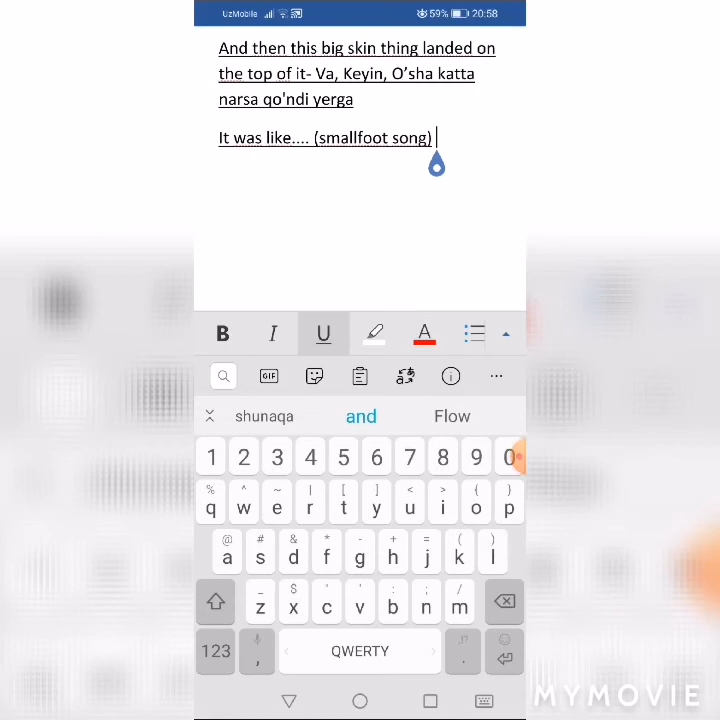 UzMobile 59% 20:58
And then this big skin thing landed on
the top of it- Va, Keyin, O’sha katta
narsa qo'ndi yerga
It was like.... (smallfoot song)
B I U A
GIF
shunaqa and Flow
1 2 3 4 5 6 7 8 9 0
% ^ ~ | [ ] < > { }
q w e r t y u i o p
@ # & * - + = ( )
a s d f g h j k l
_ $ " ' : ; /
z x c v b n m
123 , QWERTY .
,!?
MYMOVIE